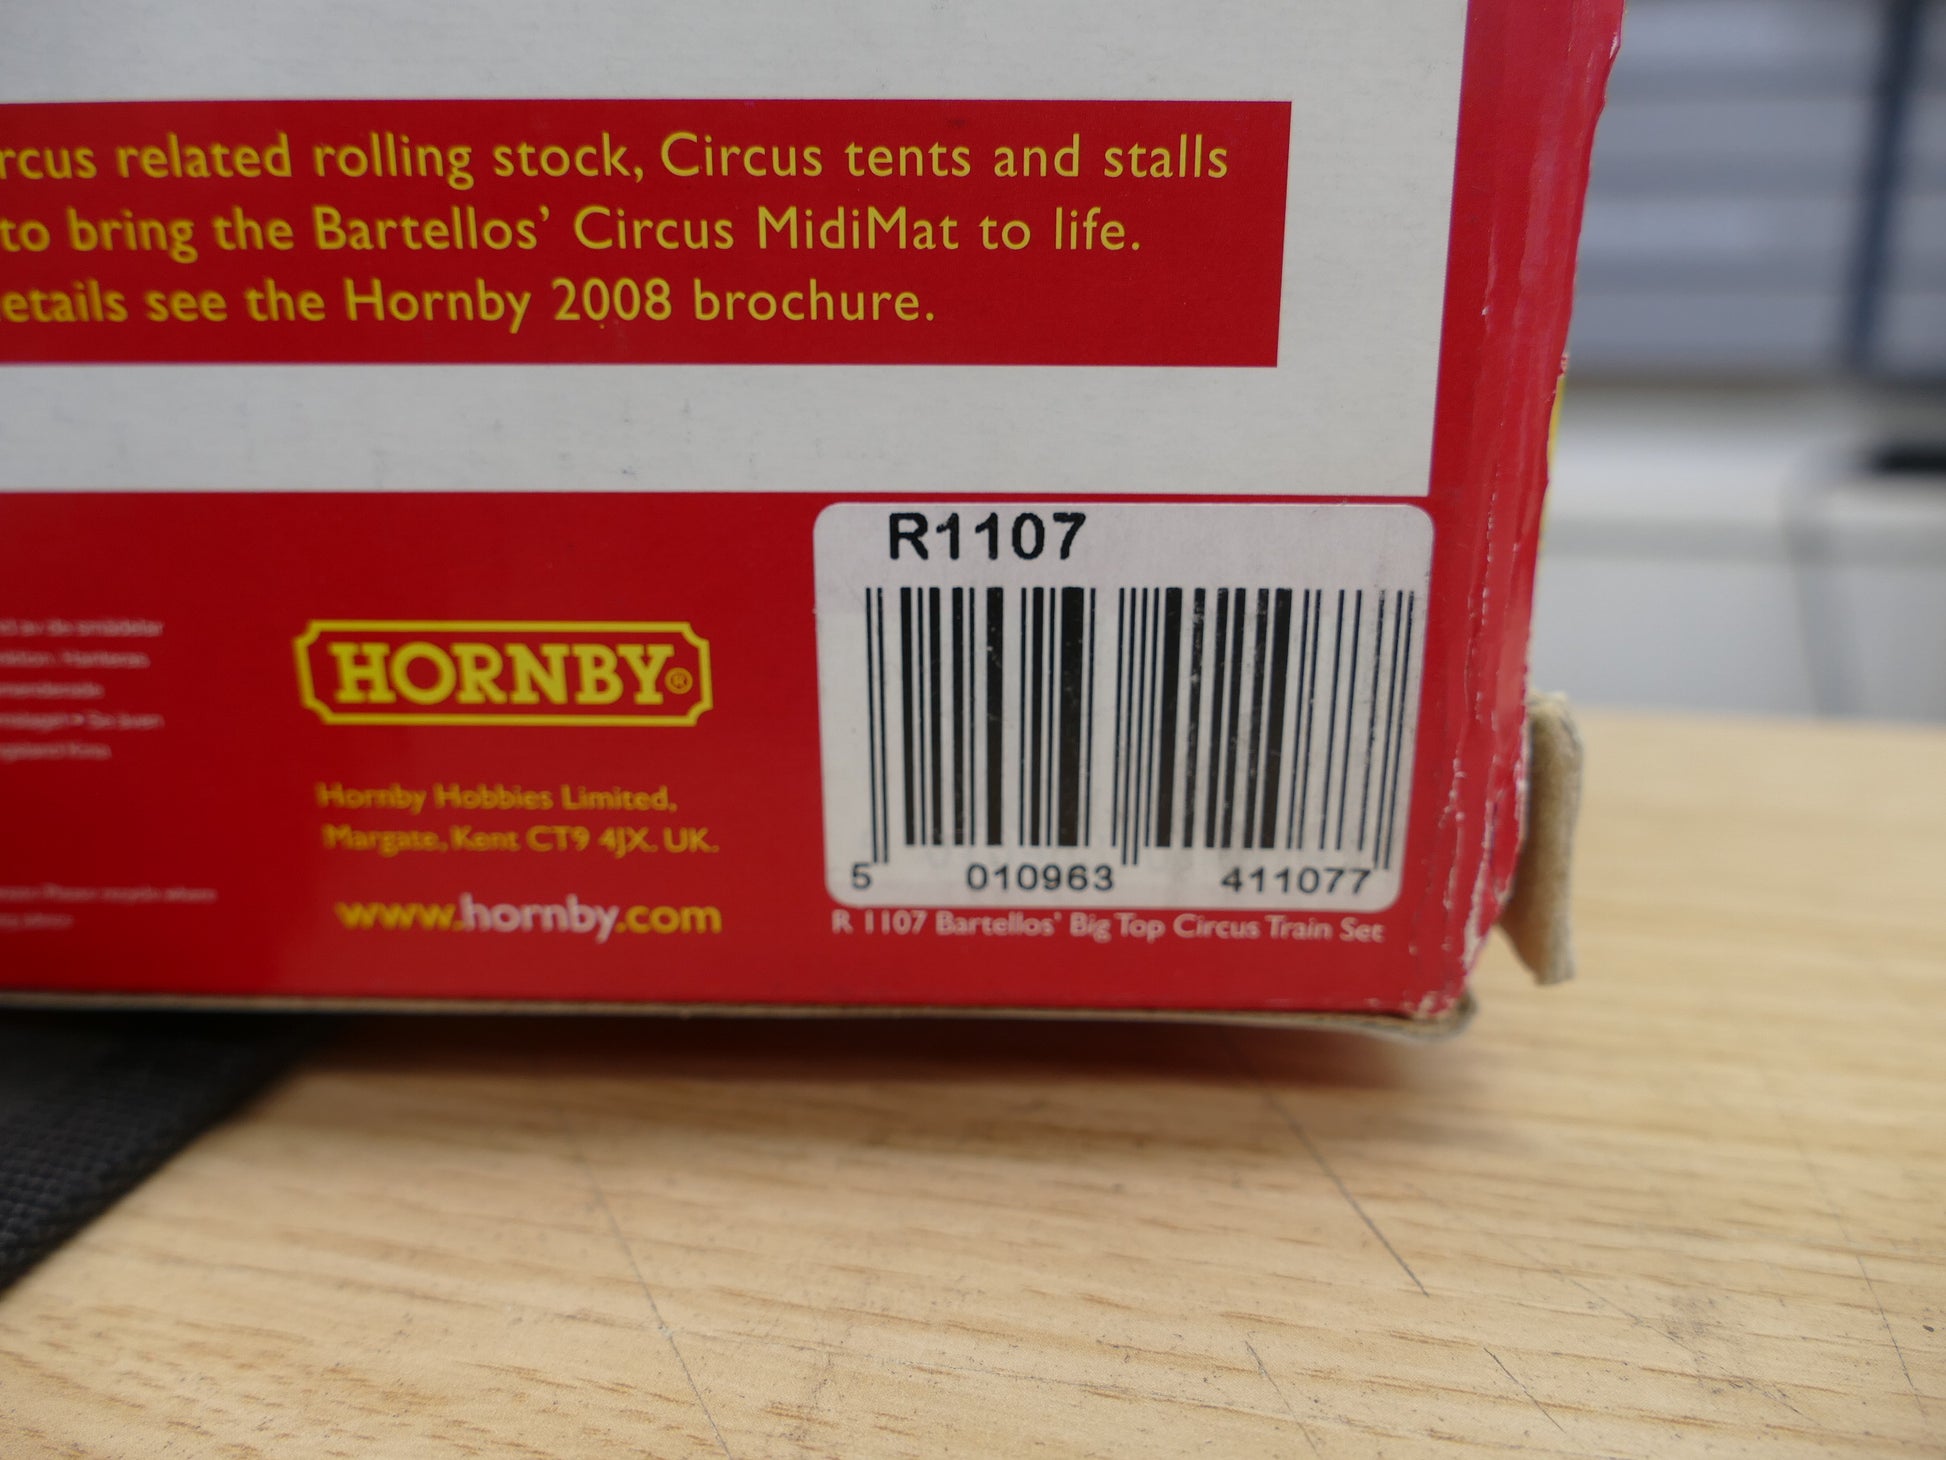 rcus related rolling stock, Circus tents and stalls
to bring the Bartellos' Circus MidiMat to life.
etails see the Hornby 2008 brochure.
R1107
HORNBY®
Hornby Hobbies Limited,
Margate, Kent CT9 4JX. UK.
www.hornby.com
5 010963 411077
R 1107 Bartellos' Big Top Circus Train Set